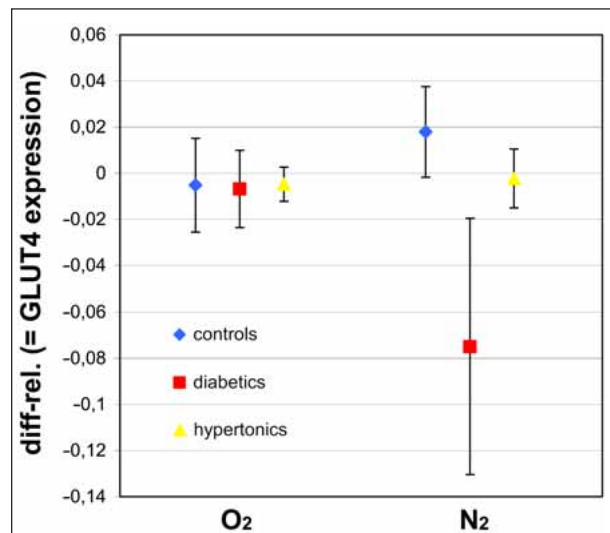 diff-rel. (= GLUT4 expression)
0,06
0,04
0,02
0
-0,02
-0,04
-0,06
-0,08
-0,1
-0,12
-0,14
controls
diabetics
hypertonics
O₂
N₂